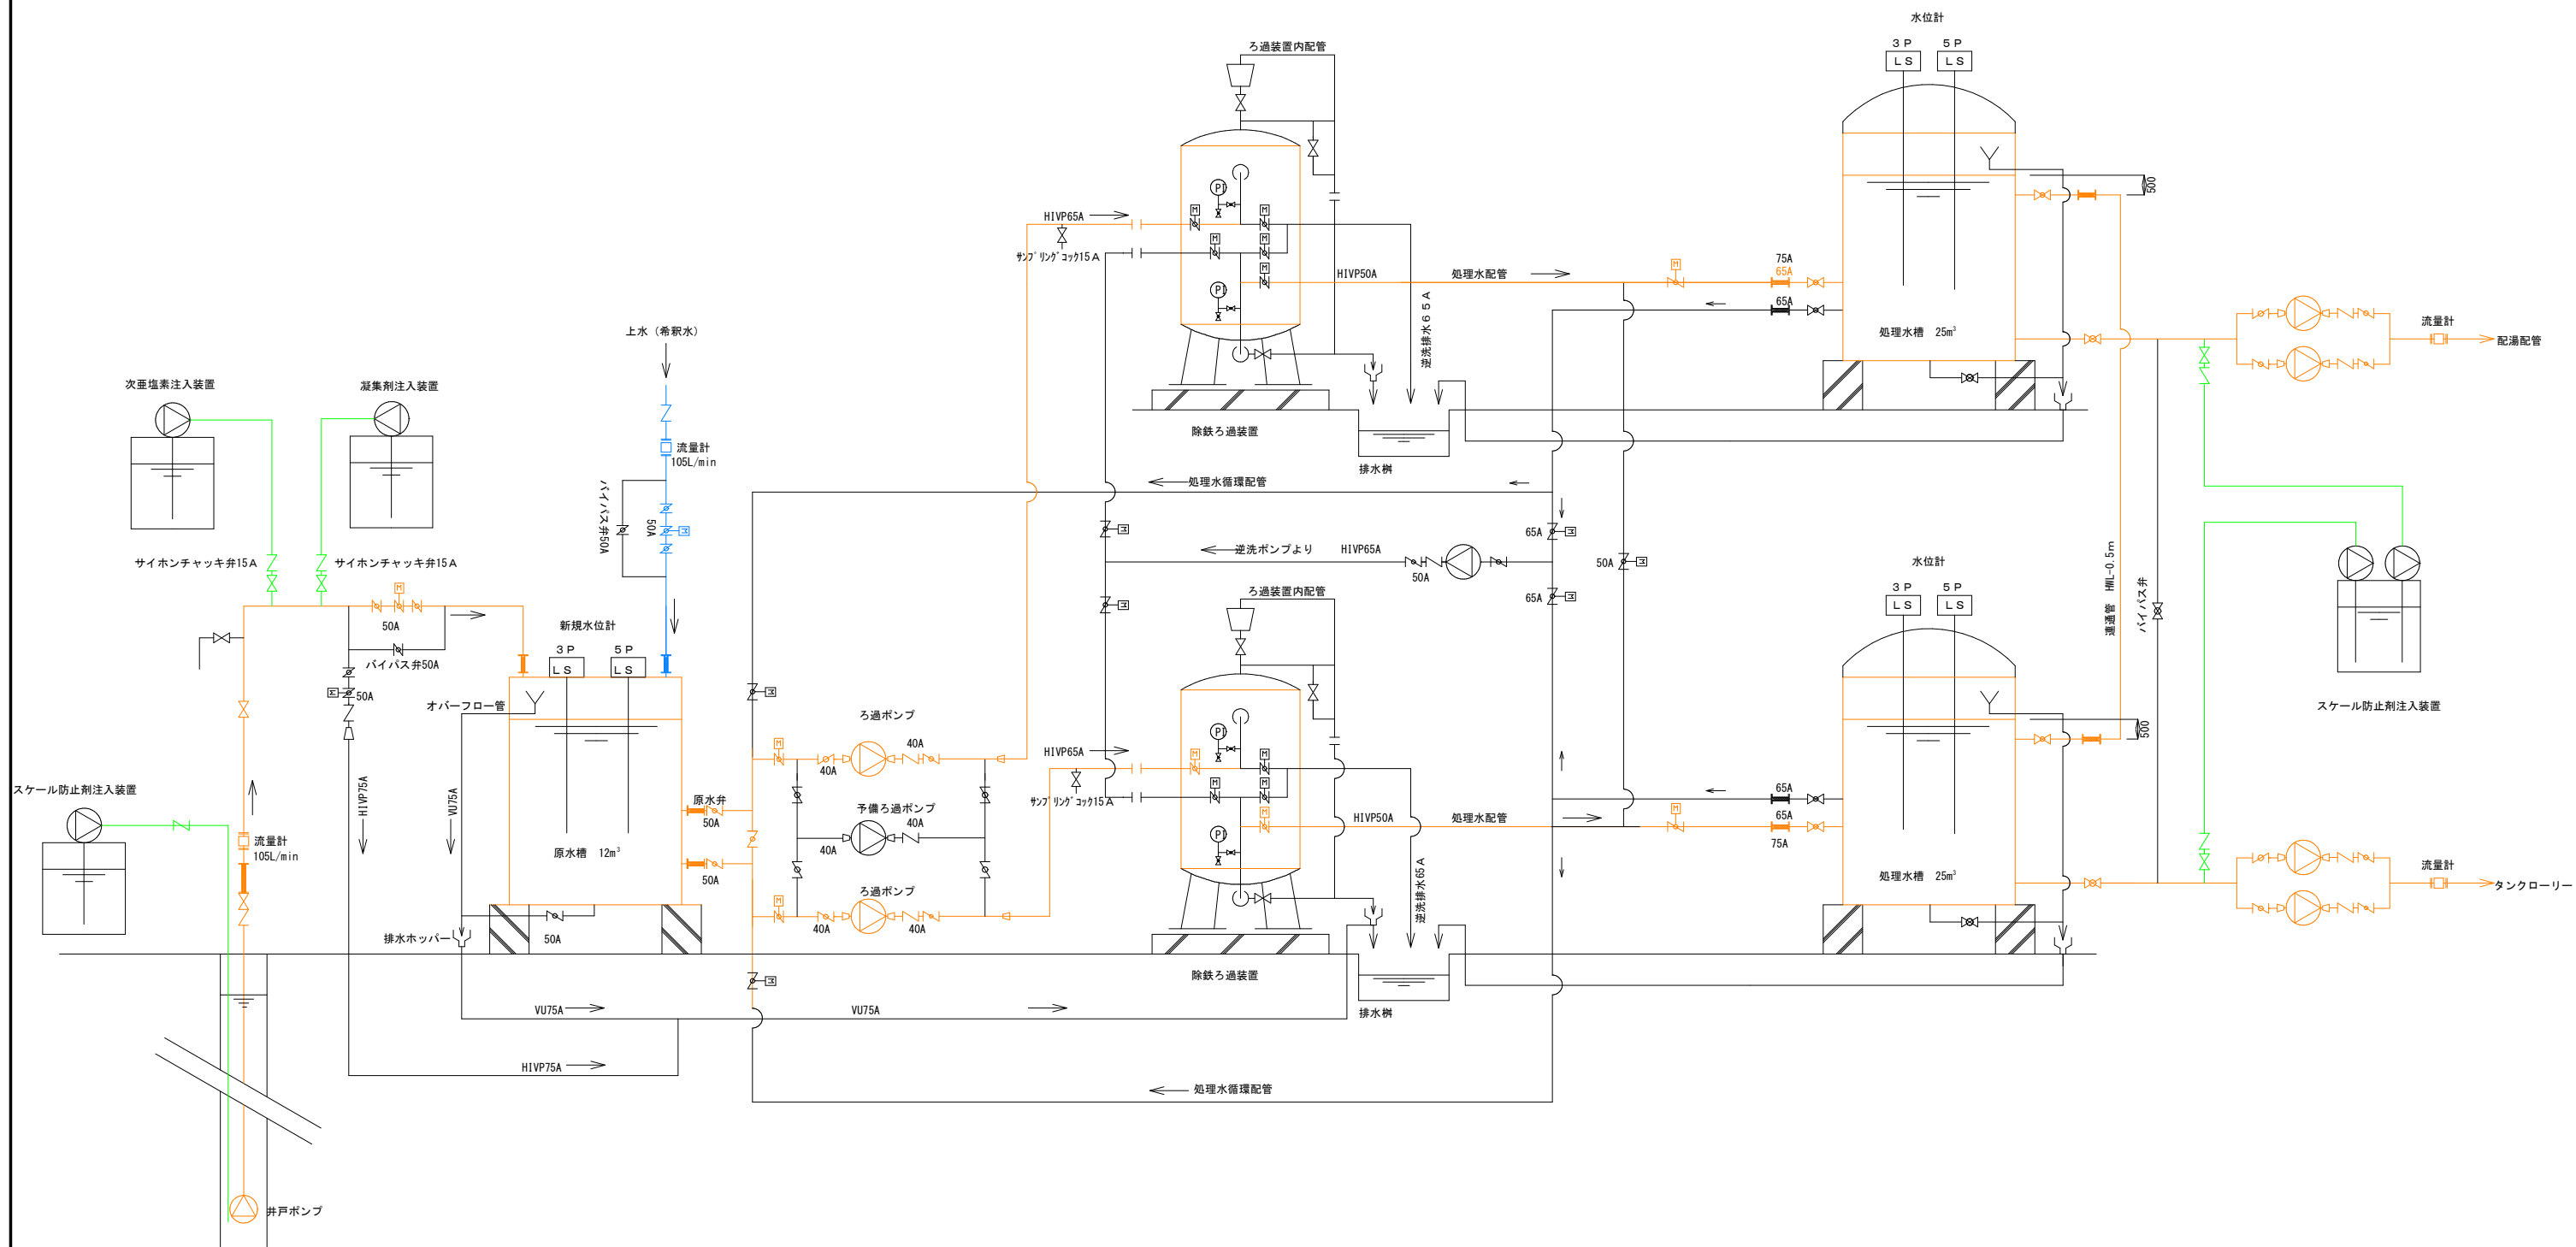 水位計
3P
5P
LS
LS
ろ過装置内配管
PI
M
M
M
M
M
PI
HIVP65A
サンプリングコック15A
HIVP50A
処理水配管
逆洗排水65A
除鉄ろ過装置
排水桝
M
75A
65A
65A
処理水槽 25m³
500
流量計
配湯配管
上水(希釈水)
次亜塩素注入装置
凝集剤注入装置
流量計
105L/min
バイパス弁50A
50A
M
サイホンチャッキ弁15A
サイホンチャッキ弁15A
処理水循環配管
M
65A
M
逆洗ポンプより
HIVP65A
50A
50A
M
65A
M
M
連通管 HWL-0.5m
バイパス弁
スケール防止剤注入装置
M
50A
バイパス弁50A
M
50A
新規水位計
3P
5P
LS
LS
オーバーフロー管
HIVP75A
VU75A
スケール防止剤注入装置
流量計
105L/min
原水槽 12m³
原水弁
50A
50A
50A
排水ホッパー
M
ろ過ポンプ
M
40A
40A
予備ろ過ポンプ
40A
40A
ろ過ポンプ
M
40A
40A
M
VU75A
VU75A
HIVP75A
処理水循環配管
井戸ポンプ
ろ過装置内配管
PI
M
M
M
M
M
PI
HIVP65A
サンプリングコック15A
HIVP50A
処理水配管
逆洗排水65A
除鉄ろ過装置
排水桝
水位計
3P
5P
LS
LS
M
65A
65A
75A
処理水槽 25m³
500
流量計
タンクローリー